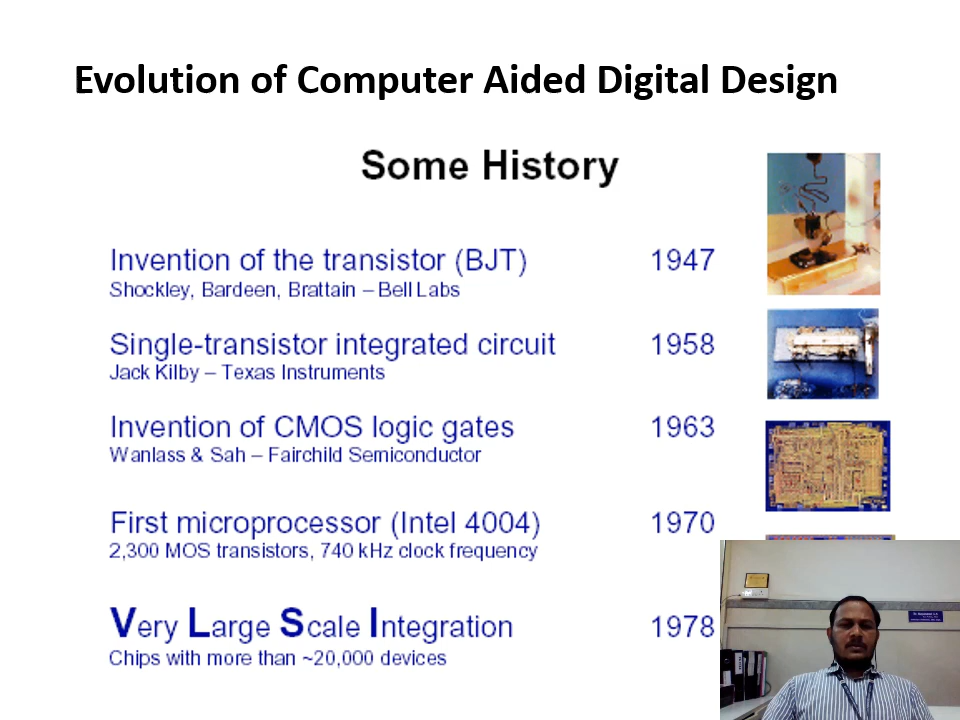 Evolution of Computer Aided Digital Design
Some History
Invention of the transistor (BJT) 1947
Shockley, Bardeen, Brattain – Bell Labs
Single-transistor integrated circuit 1958
Jack Kilby – Texas Instruments
Invention of CMOS logic gates 1963
Wanlass & Sah – Fairchild Semiconductor
First microprocessor (Intel 4004) 1970
2,300 MOS transistors, 740 kHz clock frequency
Very Large Scale Integration 1978
Chips with more than ~20,000 devices